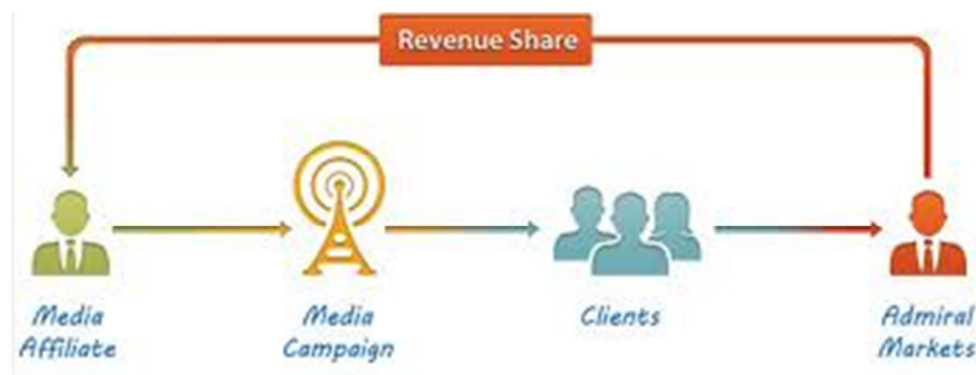 Revenue Share
Media
Affiliate
Media
Campaign
Clients
Admiral
Markets